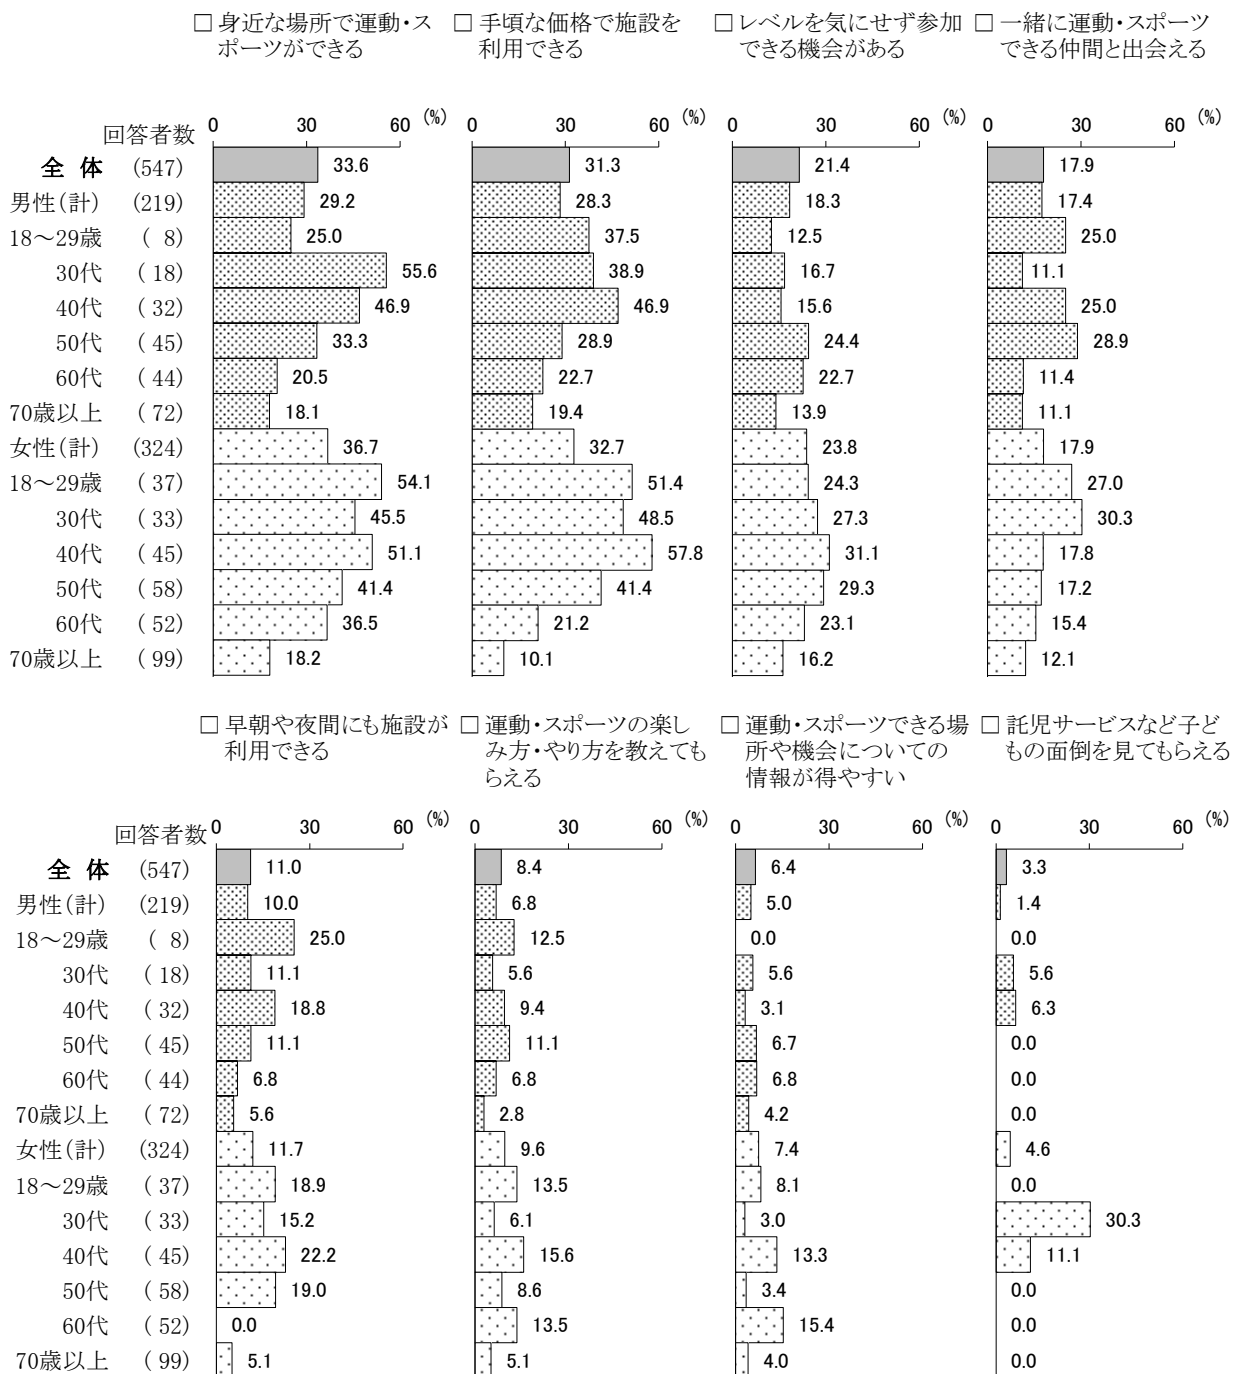 □ 身近な場所で運動・ス
ポーツができる
□ 手頃な価格で施設を
利用できる
□ レベルを気にせず参加
できる機会がある
□ 一緒に運動・スポーツ
できる仲間と出会える
回答者数 0 30 60 (%) 0 30 60 (%) 0 30 60 (%) 0 30 60 (%)
全 体 (547) 33.6 31.3 21.4 17.9
男性(計) (219) 29.2 28.3 18.3 17.4
18～29歳 ( 8) 25.0 37.5 12.5 25.0
30代 ( 18) 55.6 38.9 16.7 11.1
40代 ( 32) 46.9 46.9 15.6 25.0
50代 ( 45) 33.3 28.9 24.4 28.9
60代 ( 44) 20.5 22.7 22.7 11.4
70歳以上 ( 72) 18.1 19.4 13.9 11.1
女性(計) (324) 36.7 32.7 23.8 17.9
18～29歳 ( 37) 54.1 51.4 24.3 27.0
30代 ( 33) 45.5 48.5 27.3 30.3
40代 ( 45) 51.1 57.8 31.1 17.8
50代 ( 58) 41.4 41.4 29.3 17.2
60代 ( 52) 36.5 21.2 23.1 15.4
70歳以上 ( 99) 18.2 10.1 16.2 12.1
□ 早朝や夜間にも施設が
利用できる
□ 運動・スポーツの楽し
み方・やり方を教えても
らえる
□ 運動・スポーツできる場
所や機会についての
情報が得やすい
□ 託児サービスなど子ど
もの面倒を見てもらえる
回答者数 0 30 60 (%) 0 30 60 (%) 0 30 60 (%) 0 30 60 (%)
全 体 (547) 11.0 8.4 6.4 3.3
男性(計) (219) 10.0 6.8 5.0 1.4
18～29歳 ( 8) 25.0 12.5 0.0 0.0
30代 ( 18) 11.1 5.6 5.6 5.6
40代 ( 32) 18.8 9.4 3.1 6.3
50代 ( 45) 11.1 11.1 6.7 0.0
60代 ( 44) 6.8 6.8 6.8 0.0
70歳以上 ( 72) 5.6 2.8 4.2 0.0
女性(計) (324) 11.7 9.6 7.4 4.6
18～29歳 ( 37) 18.9 13.5 8.1 0.0
30代 ( 33) 15.2 6.1 3.0 30.3
40代 ( 45) 22.2 15.6 13.3 11.1
50代 ( 58) 19.0 8.6 3.4 0.0
60代 ( 52) 0.0 13.5 15.4 0.0
70歳以上 ( 99) 5.1 5.1 4.0 0.0